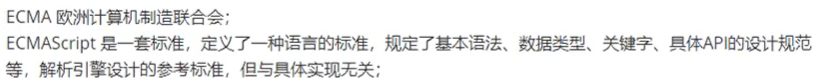 ECMA 欧洲计算机制造联合会；
ECMAScript 是一套标准，定义了一种语言的标准，规定了基本语法、数据类型、关键字、具体API的设计规范
等，解析引擎设计的参考标准，但与具体实现无关；